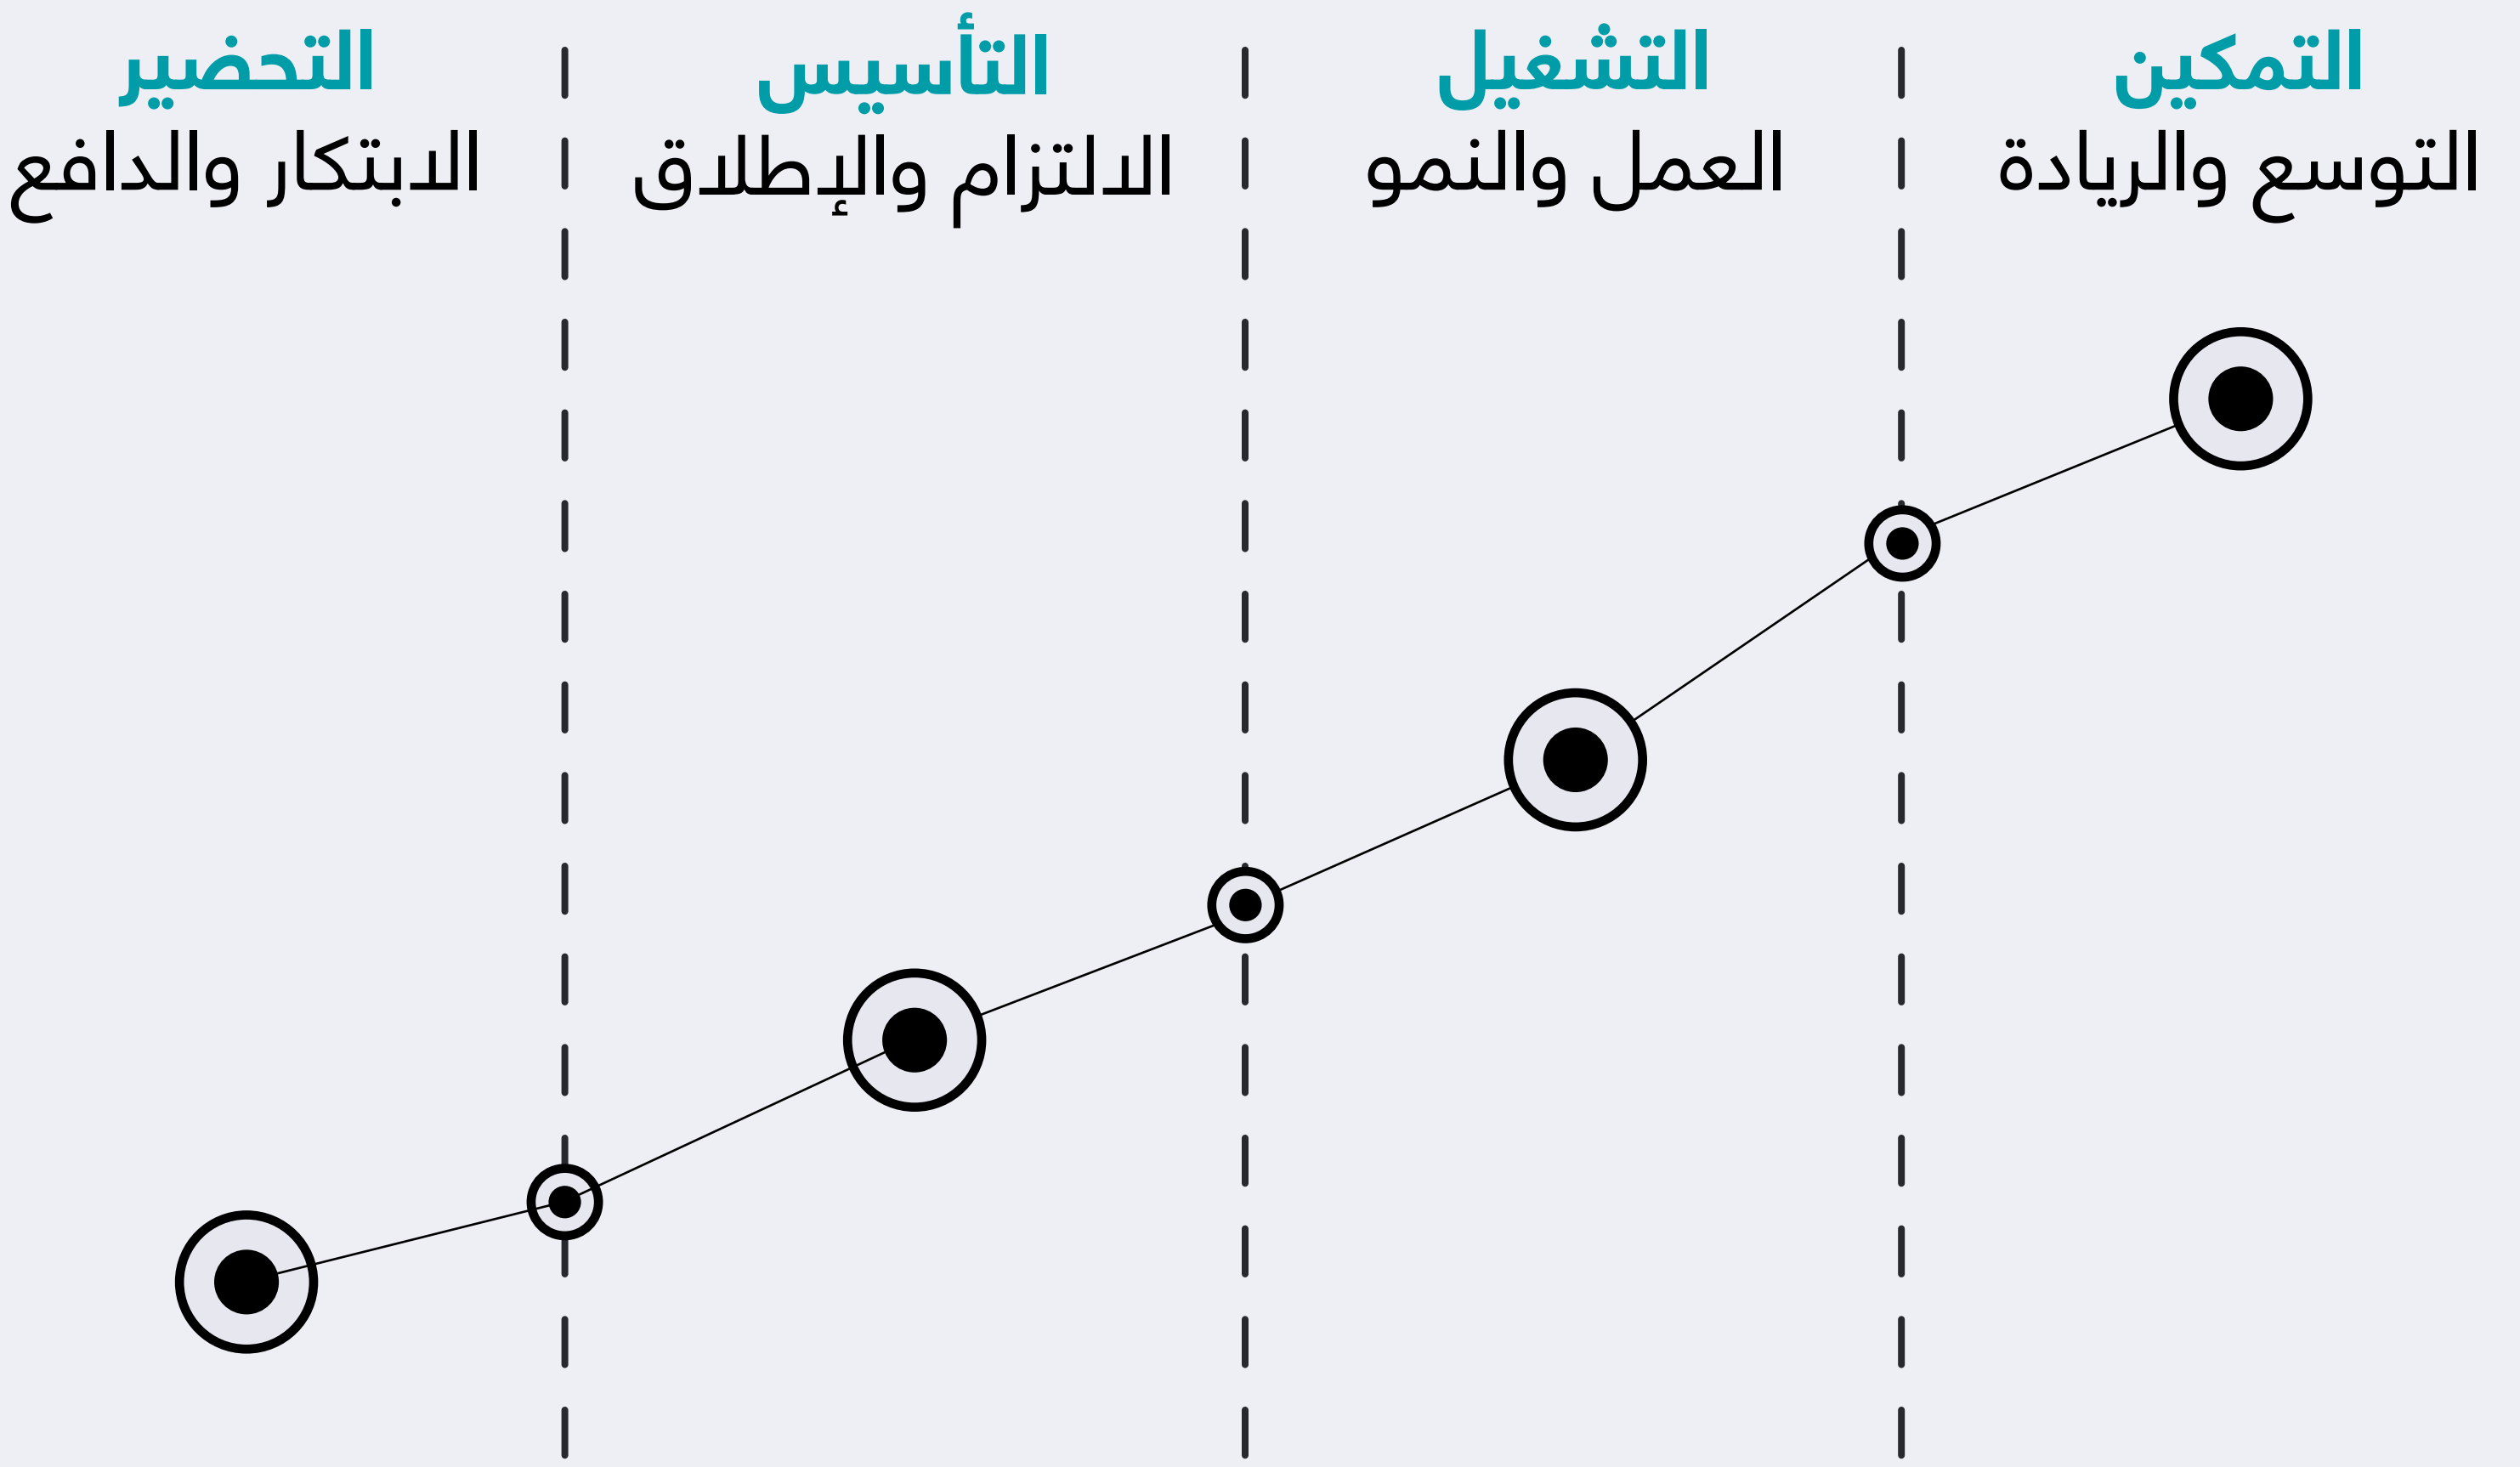 التحضير
الابتكار والدافع
التأسيس
الالتزام والإطلاق
التشغيل
العمل والنمو
التمكين
التوسع والريادة